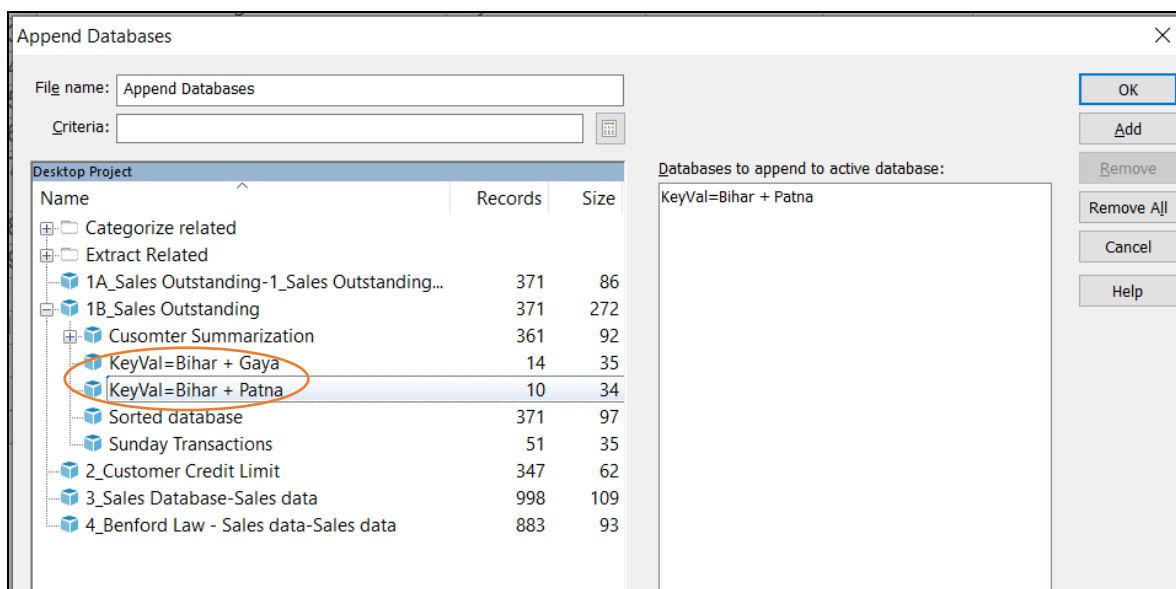 Append Databases
File name: Append Databases
Criteria:
OK
Add
Remove
Remove All
Cancel
Help
Desktop Project
Name Records Size
Categorize related
Extract Related
1A_Sales Outstanding-1_Sales Outstanding... 371 86
1B_Sales Outstanding 371 272
Cusomter Summarization 361 92
KeyVal=Bihar + Gaya 14 35
KeyVal=Bihar + Patna 10 34
Sorted database 371 97
Sunday Transactions 51 35
2_Customer Credit Limit 347 62
3_Sales Database-Sales data 998 109
4_Benford Law - Sales data-Sales data 883 93
Databases to append to active database:
KeyVal=Bihar + Patna